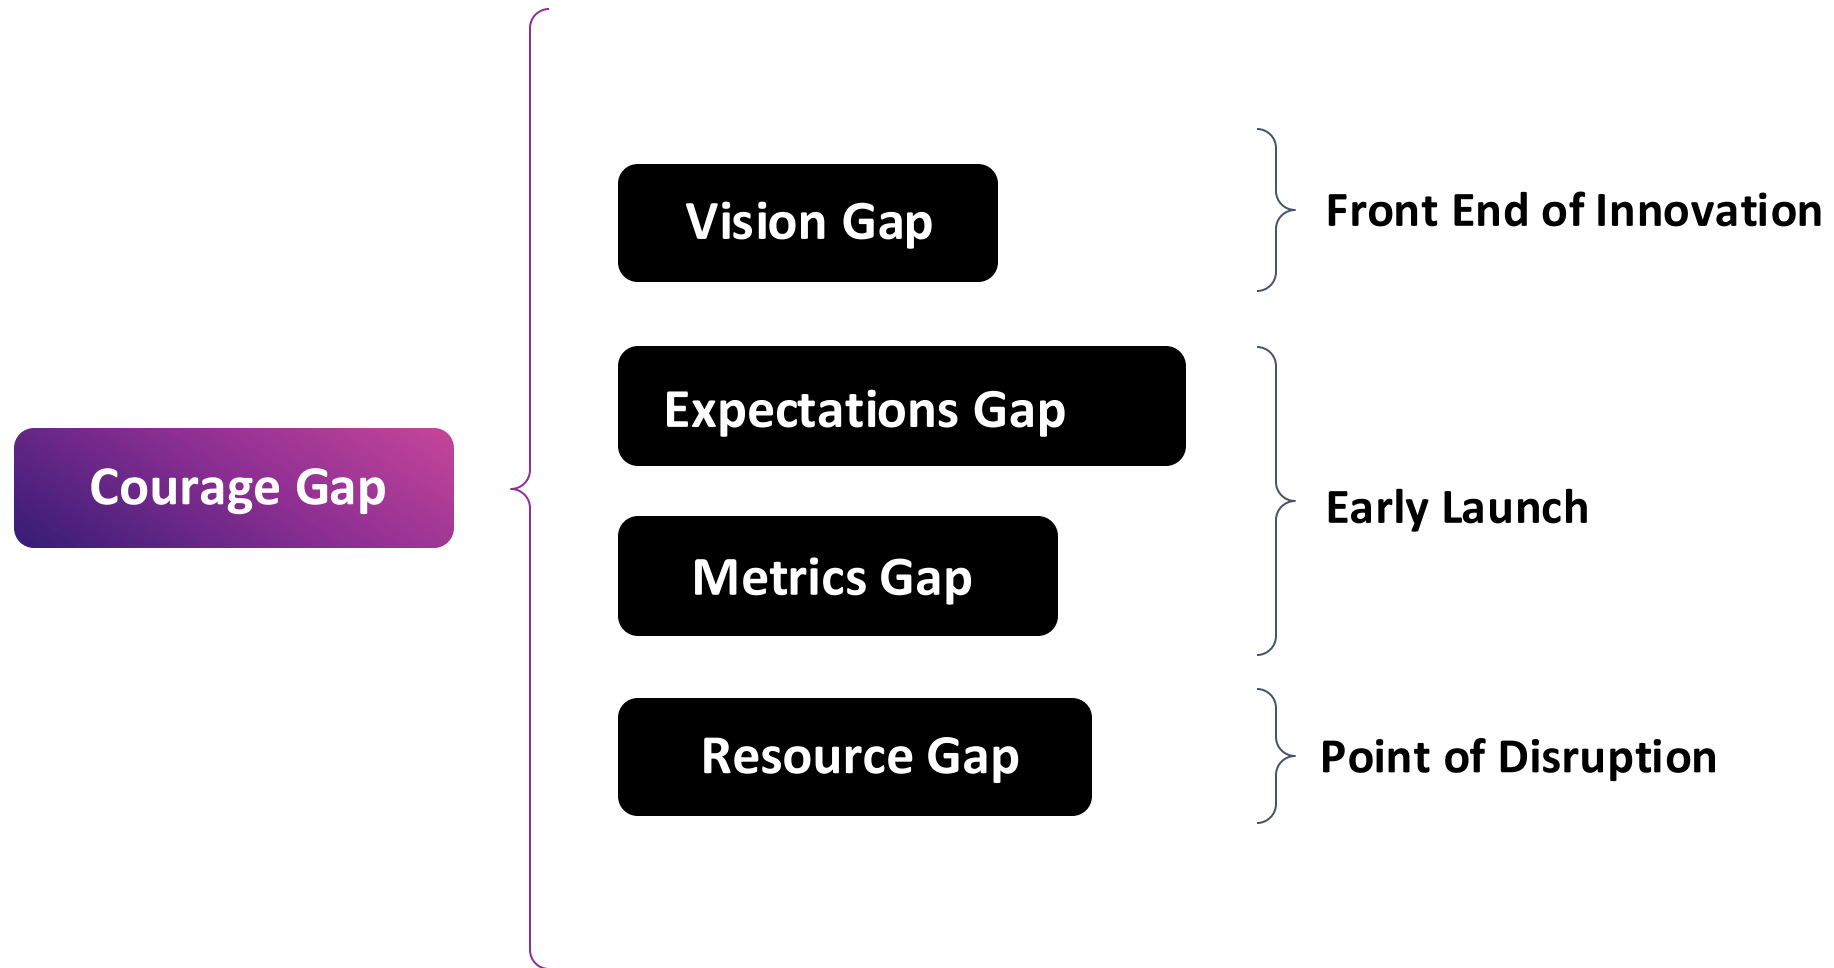 Courage Gap
Vision Gap
Front End of Innovation
Expectations Gap
Metrics Gap
Early Launch
Resource Gap
Point of Disruption